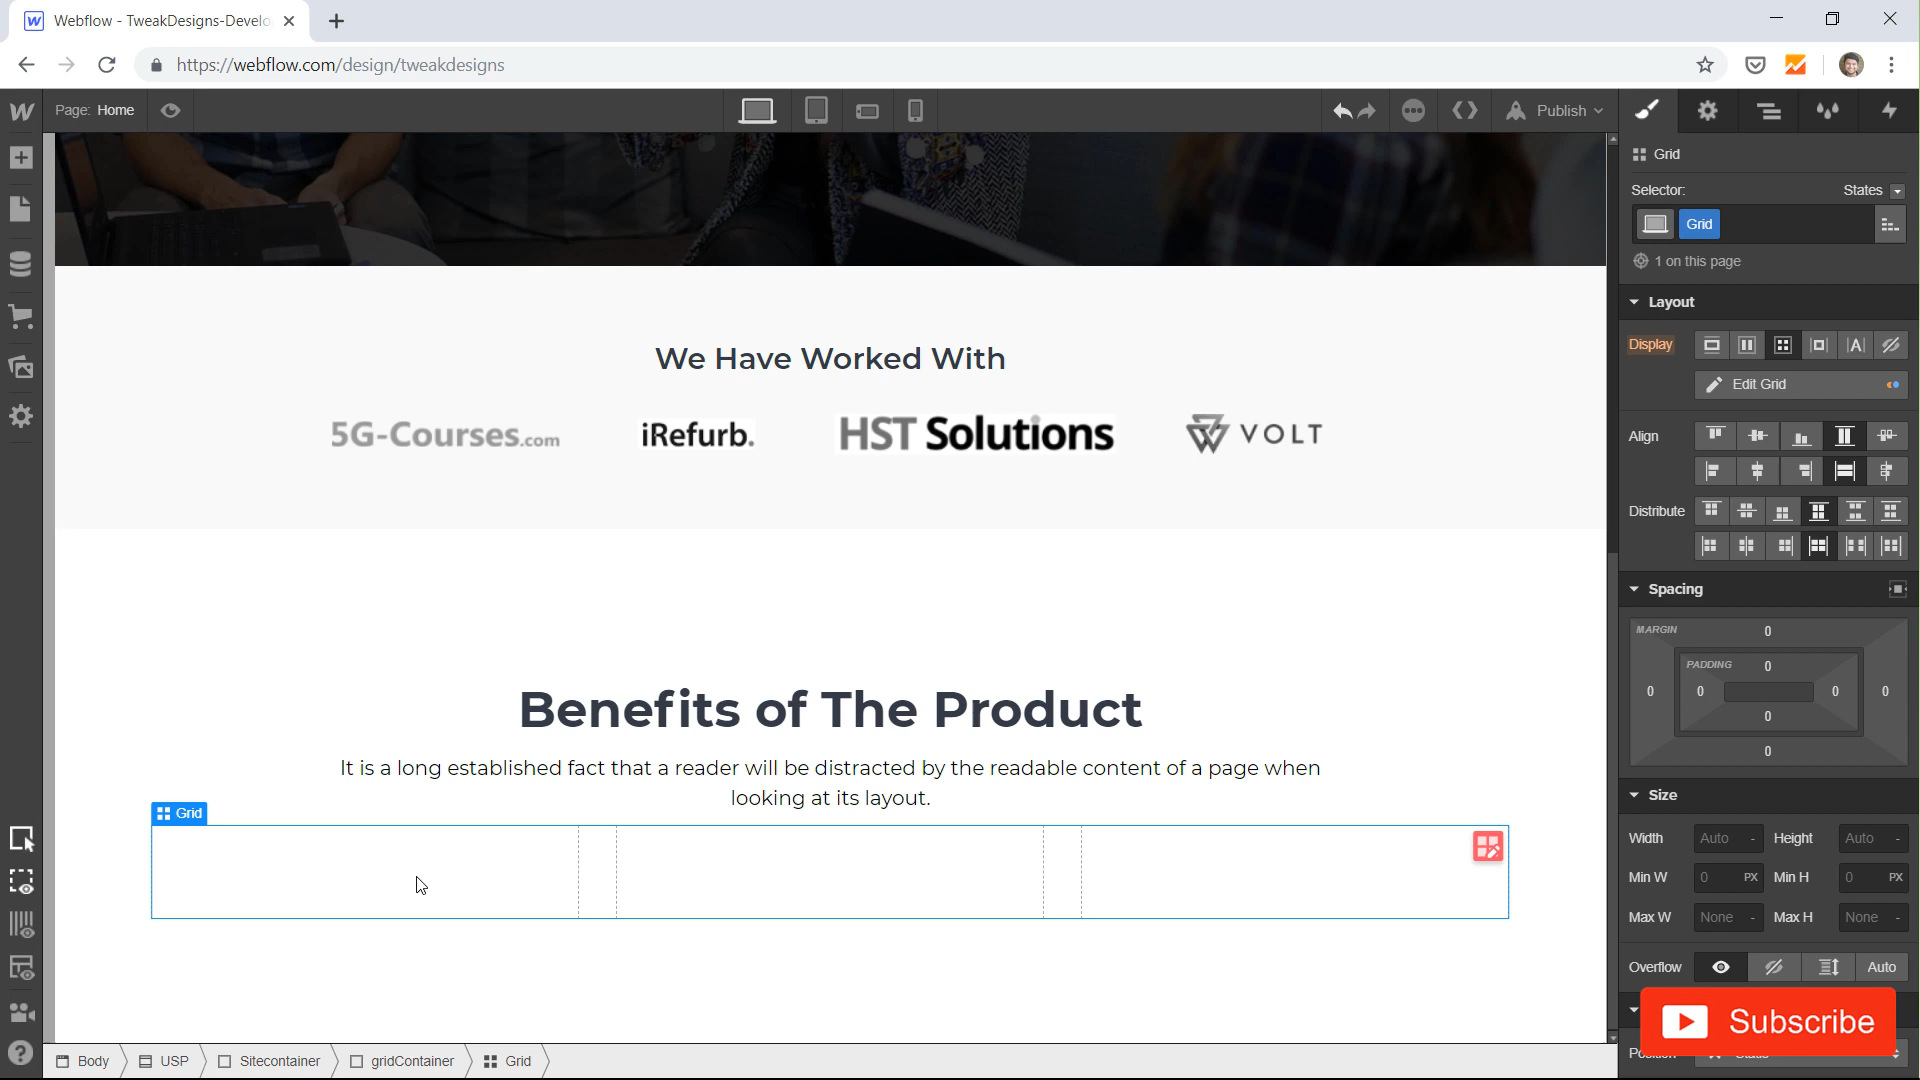 Webflow - TweakDesigns-Develo
https://webflow.com/design/tweakdesigns
Page: Home
Publish
Grid
Selector: States
Grid
1 on this page
Layout
Display
Edit Grid
Align
Distribute
Spacing
MARGIN 0
PADDING 0
0 0 0 0
0
0
Size
Width Auto - Height Auto -
Min W 0 PX Min H 0 PX
Max W None - Max H None -
Overflow Auto
Subscribe
We Have Worked With
5G-Courses.com iRefurb. HST Solutions VOLT
Benefits of The Product
It is a long established fact that a reader will be distracted by the readable content of a page when
looking at its layout.
Grid
Body USP Sitecontainer gridContainer Grid